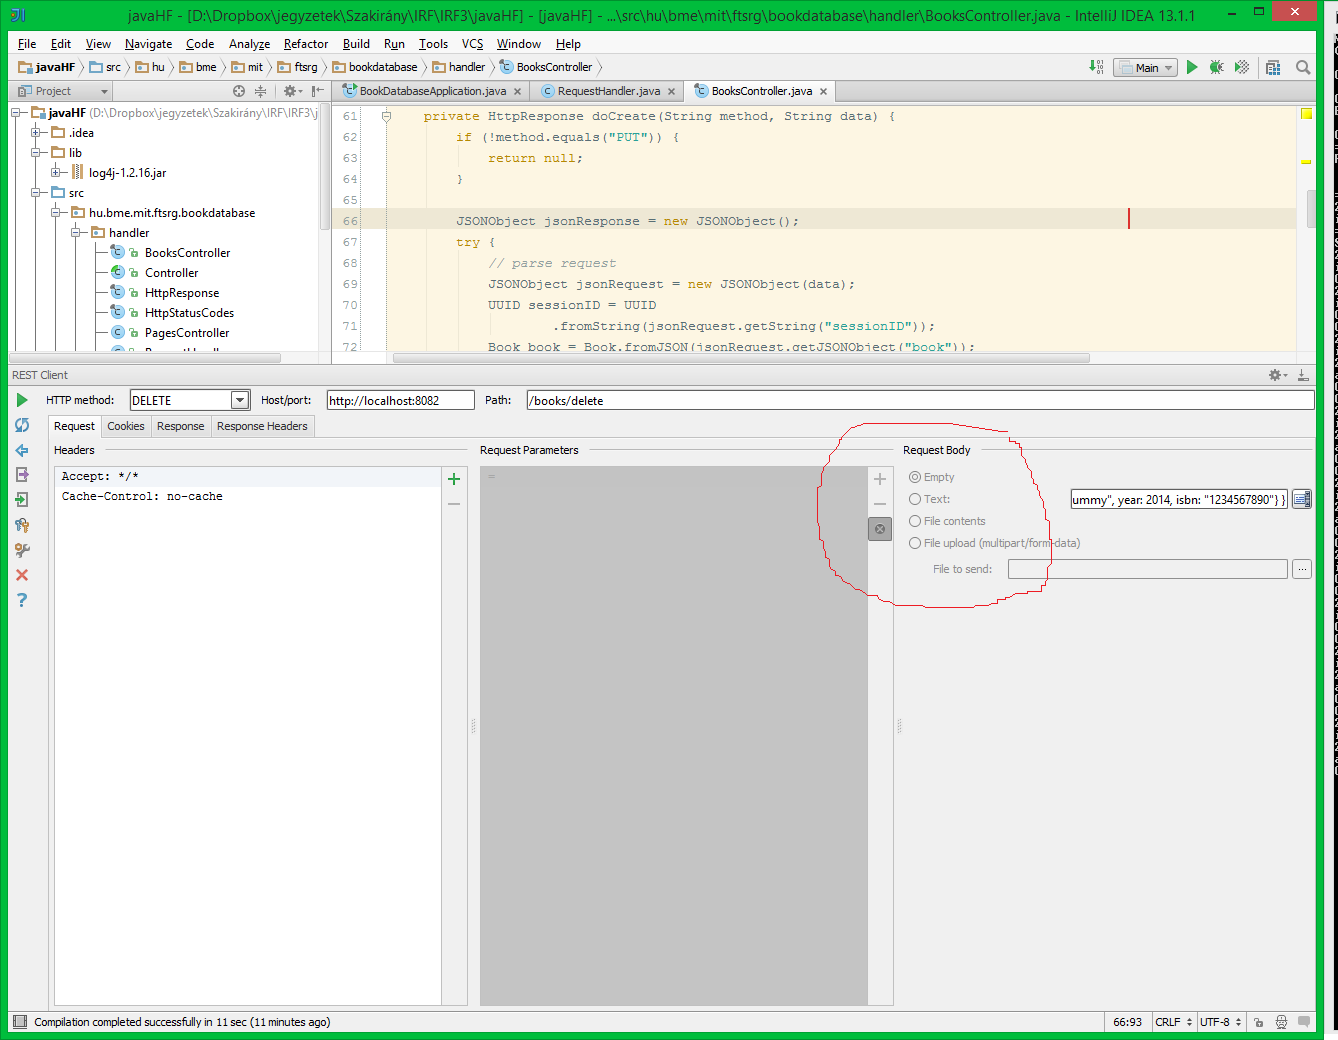 javaHF - [D:\Dropbox\jegyzetek\Szakirány\IRF\IRF3\javaHF] - [javaHF] - ...\src\hu\bme\mit\ftsrg\bookdatabase\handler\BooksController.java - IntelliJ IDEA 13.1.1
File Edit View Navigate Code Analyze Refactor Build Run Tools VCS Window Help
javaHF src hu bme mit ftsrg bookdatabase handler BooksController Main
Project
BookDatabaseApplication.java RequestHandler.java BooksController.java
javaHF (D:\Dropbox\jegyzetek\Szakirány\IRF\IRF3\j
.idea
lib
log4j-1.2.16.jar
src
hu.bme.mit.ftsrg.bookdatabase
handler
BooksController
Controller
HttpResponse
HttpStatusCodes
PagesController
61 private HttpResponse doCreate(String method, String data) {
62 if (!method.equals("PUT")) {
63 return null;
64 }
65
66 JSONObject jsonResponse = new JSONObject();
67 try {
68 // parse request
69 JSONObject jsonRequest = new JSONObject(data);
70 UUID sessionID = UUID
71 .fromString(jsonRequest.getString("sessionID"));
72 Book book = Book.fromJSON(jsonRequest.getJSONObject("book"));
REST Client
HTTP method: DELETE Host/port: http://localhost:8082 Path: /books/delete
Request Cookies Response Response Headers
Headers
Accept: */*
Cache-Control: no-cache
Request Parameters
=
Request Body
Empty
Text: ummy", year: 2014, isbn: "1234567890"} }
File contents
File upload (multipart/form-data)
File to send: ...
Compilation completed successfully in 11 sec (11 minutes ago) 66:93 CRLF UTF-8